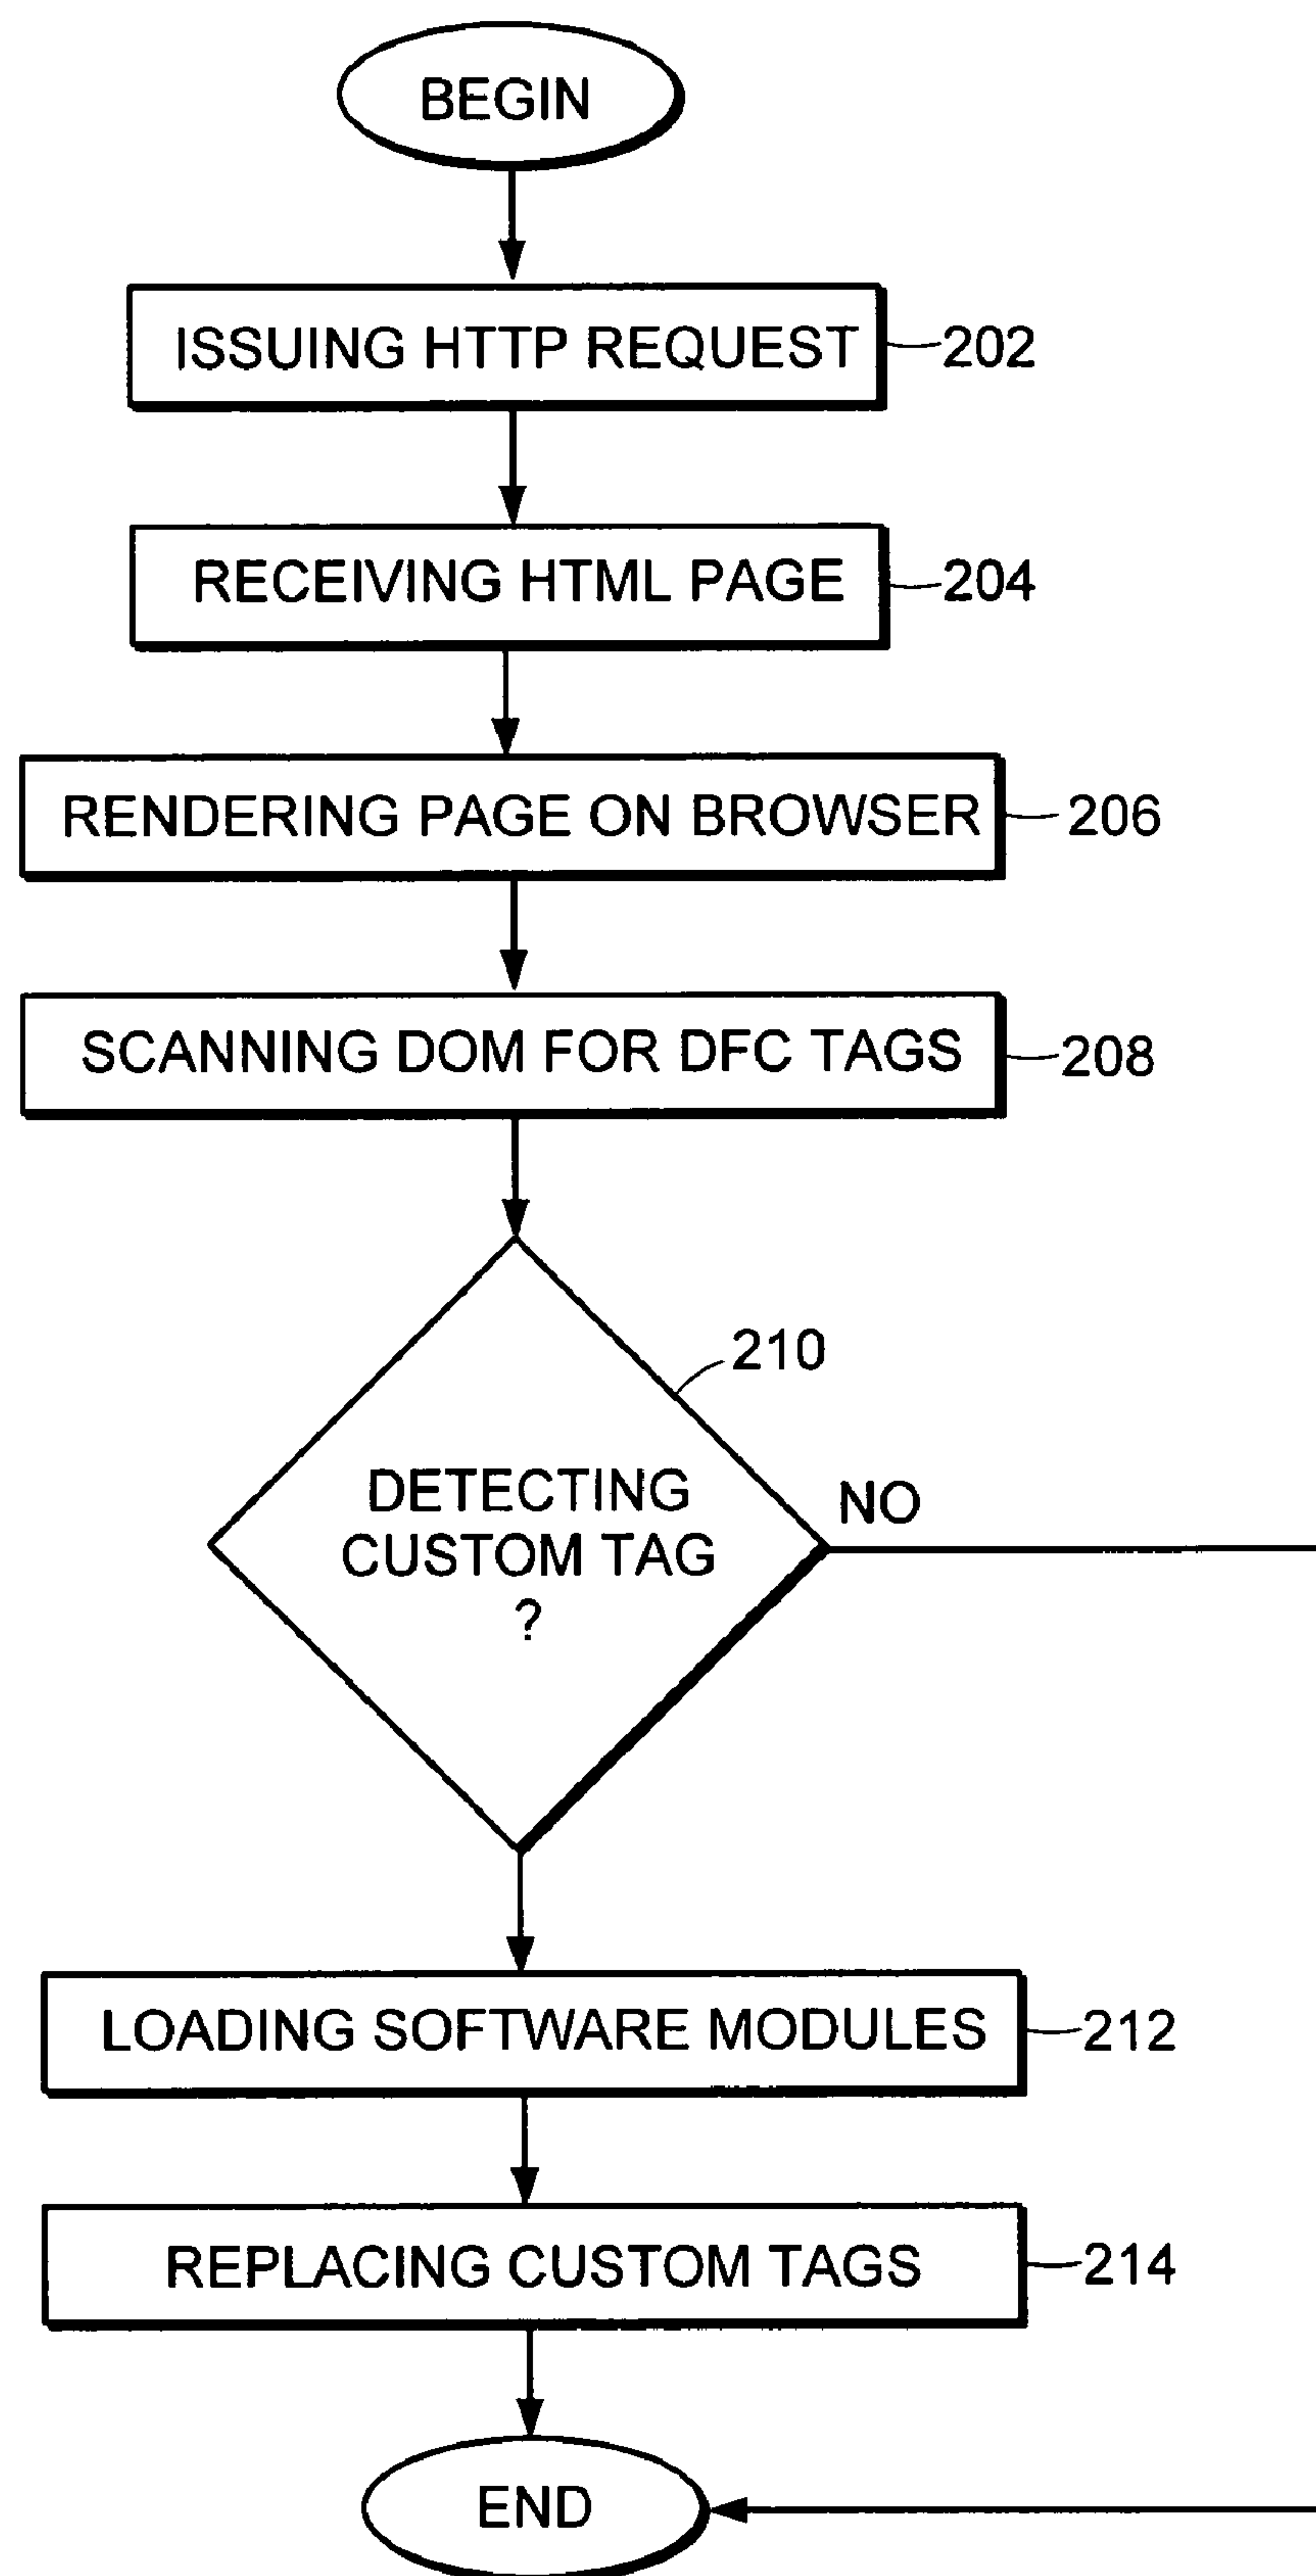 BEGIN
ISSUING HTTP REQUEST
202
RECEIVING HTML PAGE
204
RENDERING PAGE ON BROWSER
206
SCANNING DOM FOR DFC TAGS
208
210
DETECTING
CUSTOM TAG
?
NO
LOADING SOFTWARE MODULES
212
REPLACING CUSTOM TAGS
214
END